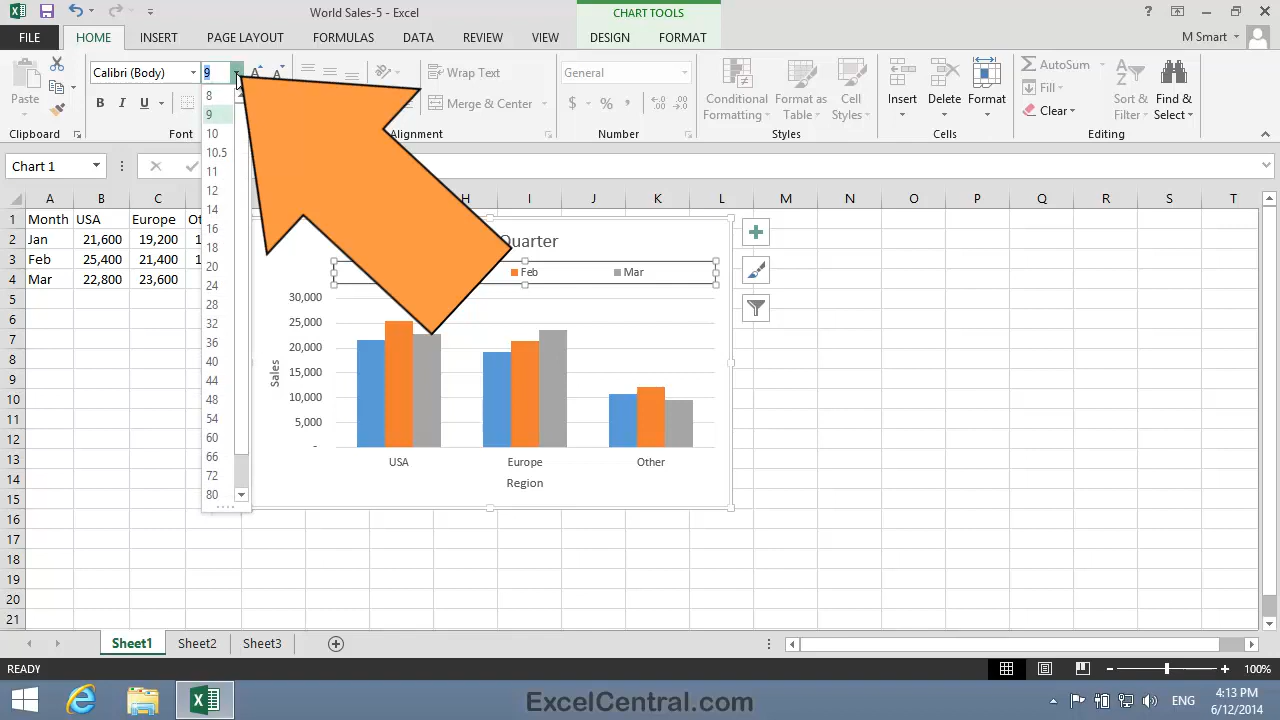 World Sales-5 - Excel
CHART TOOLS
FILE HOME INSERT PAGE LAYOUT FORMULAS DATA REVIEW VIEW DESIGN FORMAT M Smart
Paste
Calibri (Body) 9
B I U
Wrap Text
Merge & Center
General
$ %
Conditional Formatting
Format as Table
Cell Styles
Insert Delete Format
AutoSum
Fill
Clear
Sort & Filter
Find & Select
Clipboard Font Alignment Number Styles Cells Editing
8
9
10
10.5
11
12
14
16
18
20
24
28
32
36
40
44
48
54
60
66
72
80
Chart 1
A B C H I J K L M N O P Q R S T
1 Month USA Europe
2 Jan 21,600 19,200
3 Feb 25,400 21,400
4 Mar 22,800 23,600
5
6
7
8
9
10
11
12
13
14
15
16
17
18
19
20
21
Quarter
Feb Mar
30,000
25,000
20,000
15,000
10,000
5,000
-
Sales
USA Europe Other
Region
Sheet1 Sheet2 Sheet3
READY
100%
ExcelCentral.com
ENG
4:13 PM
6/12/2014